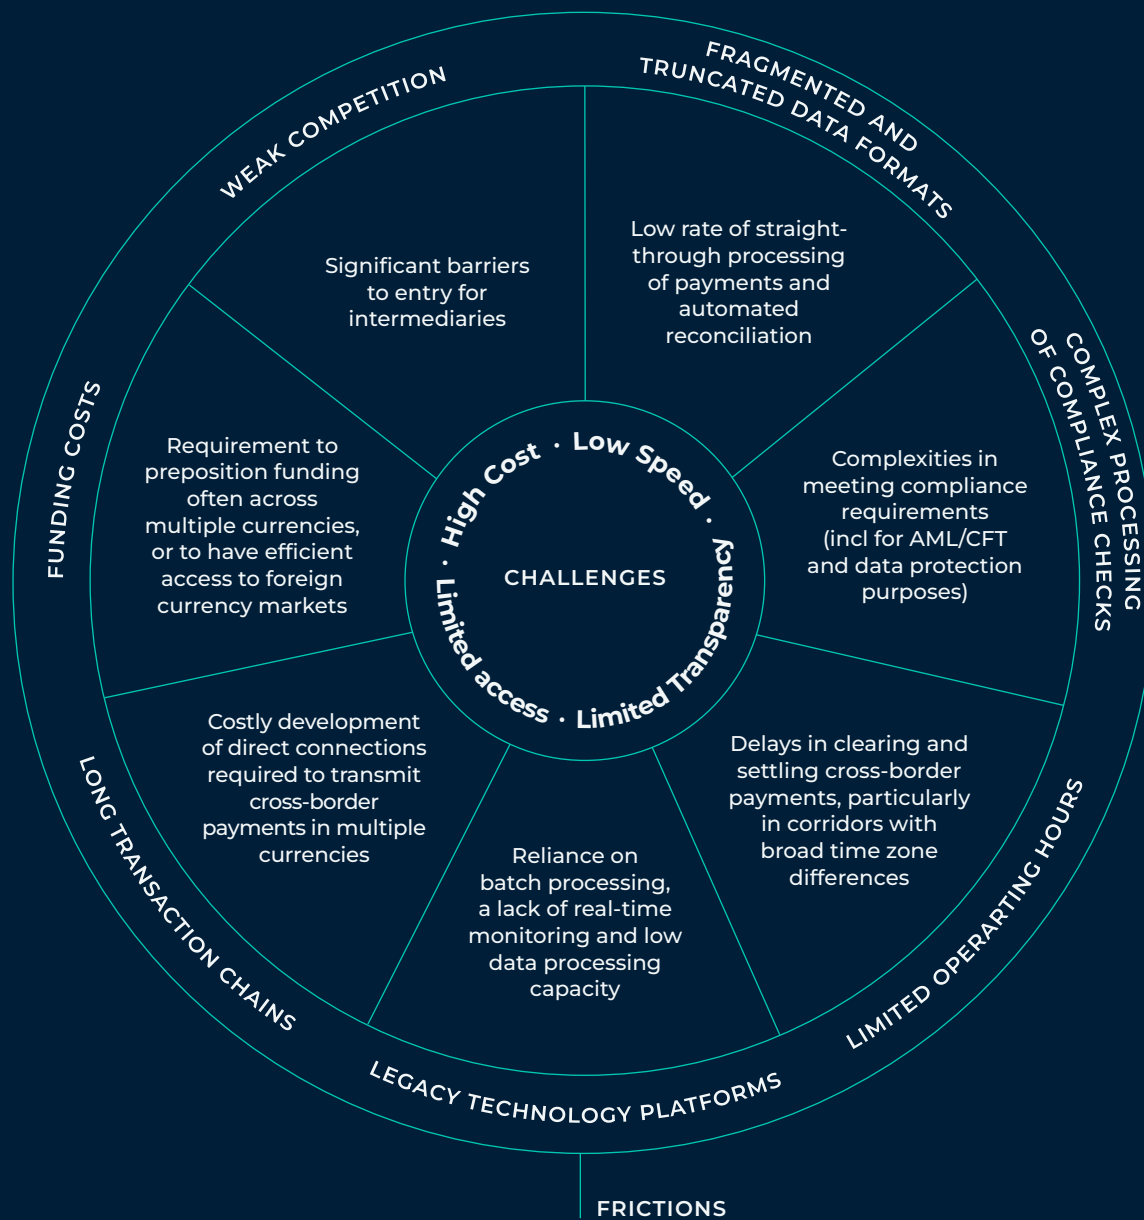 FRAGMENTED AND
TRUNCATED DATA FORMATS
Low rate of straight-
through processing
of payments and
automated
reconciliation
COMPLEX PROCESSING
OF COMPLIANCE CHECKS
Complexities in
meeting compliance
requirements
(incl for AML/CFT
and data protection
purposes)
LIMITED OPERARTING HOURS
Delays in clearing and
settling cross-border
payments, particularly
in corridors with
broad time zone
differences
LEGACY TECHNOLOGY PLATFORMS
Reliance on
batch processing,
a lack of real-time
monitoring and low
data processing
capacity
LONG TRANSACTION CHAINS
Costly development
of direct connections
required to transmit
cross-border
payments in multiple
currencies
FUNDING COSTS
Requirement to
preposition funding
often across
multiple currencies,
or to have efficient
access to foreign
currency markets
WEAK COMPETITION
Significant barriers
to entry for
intermediaries
· High Cost · Low Speed · Limited Transparency · Limited access
CHALLENGES
FRICTIONS